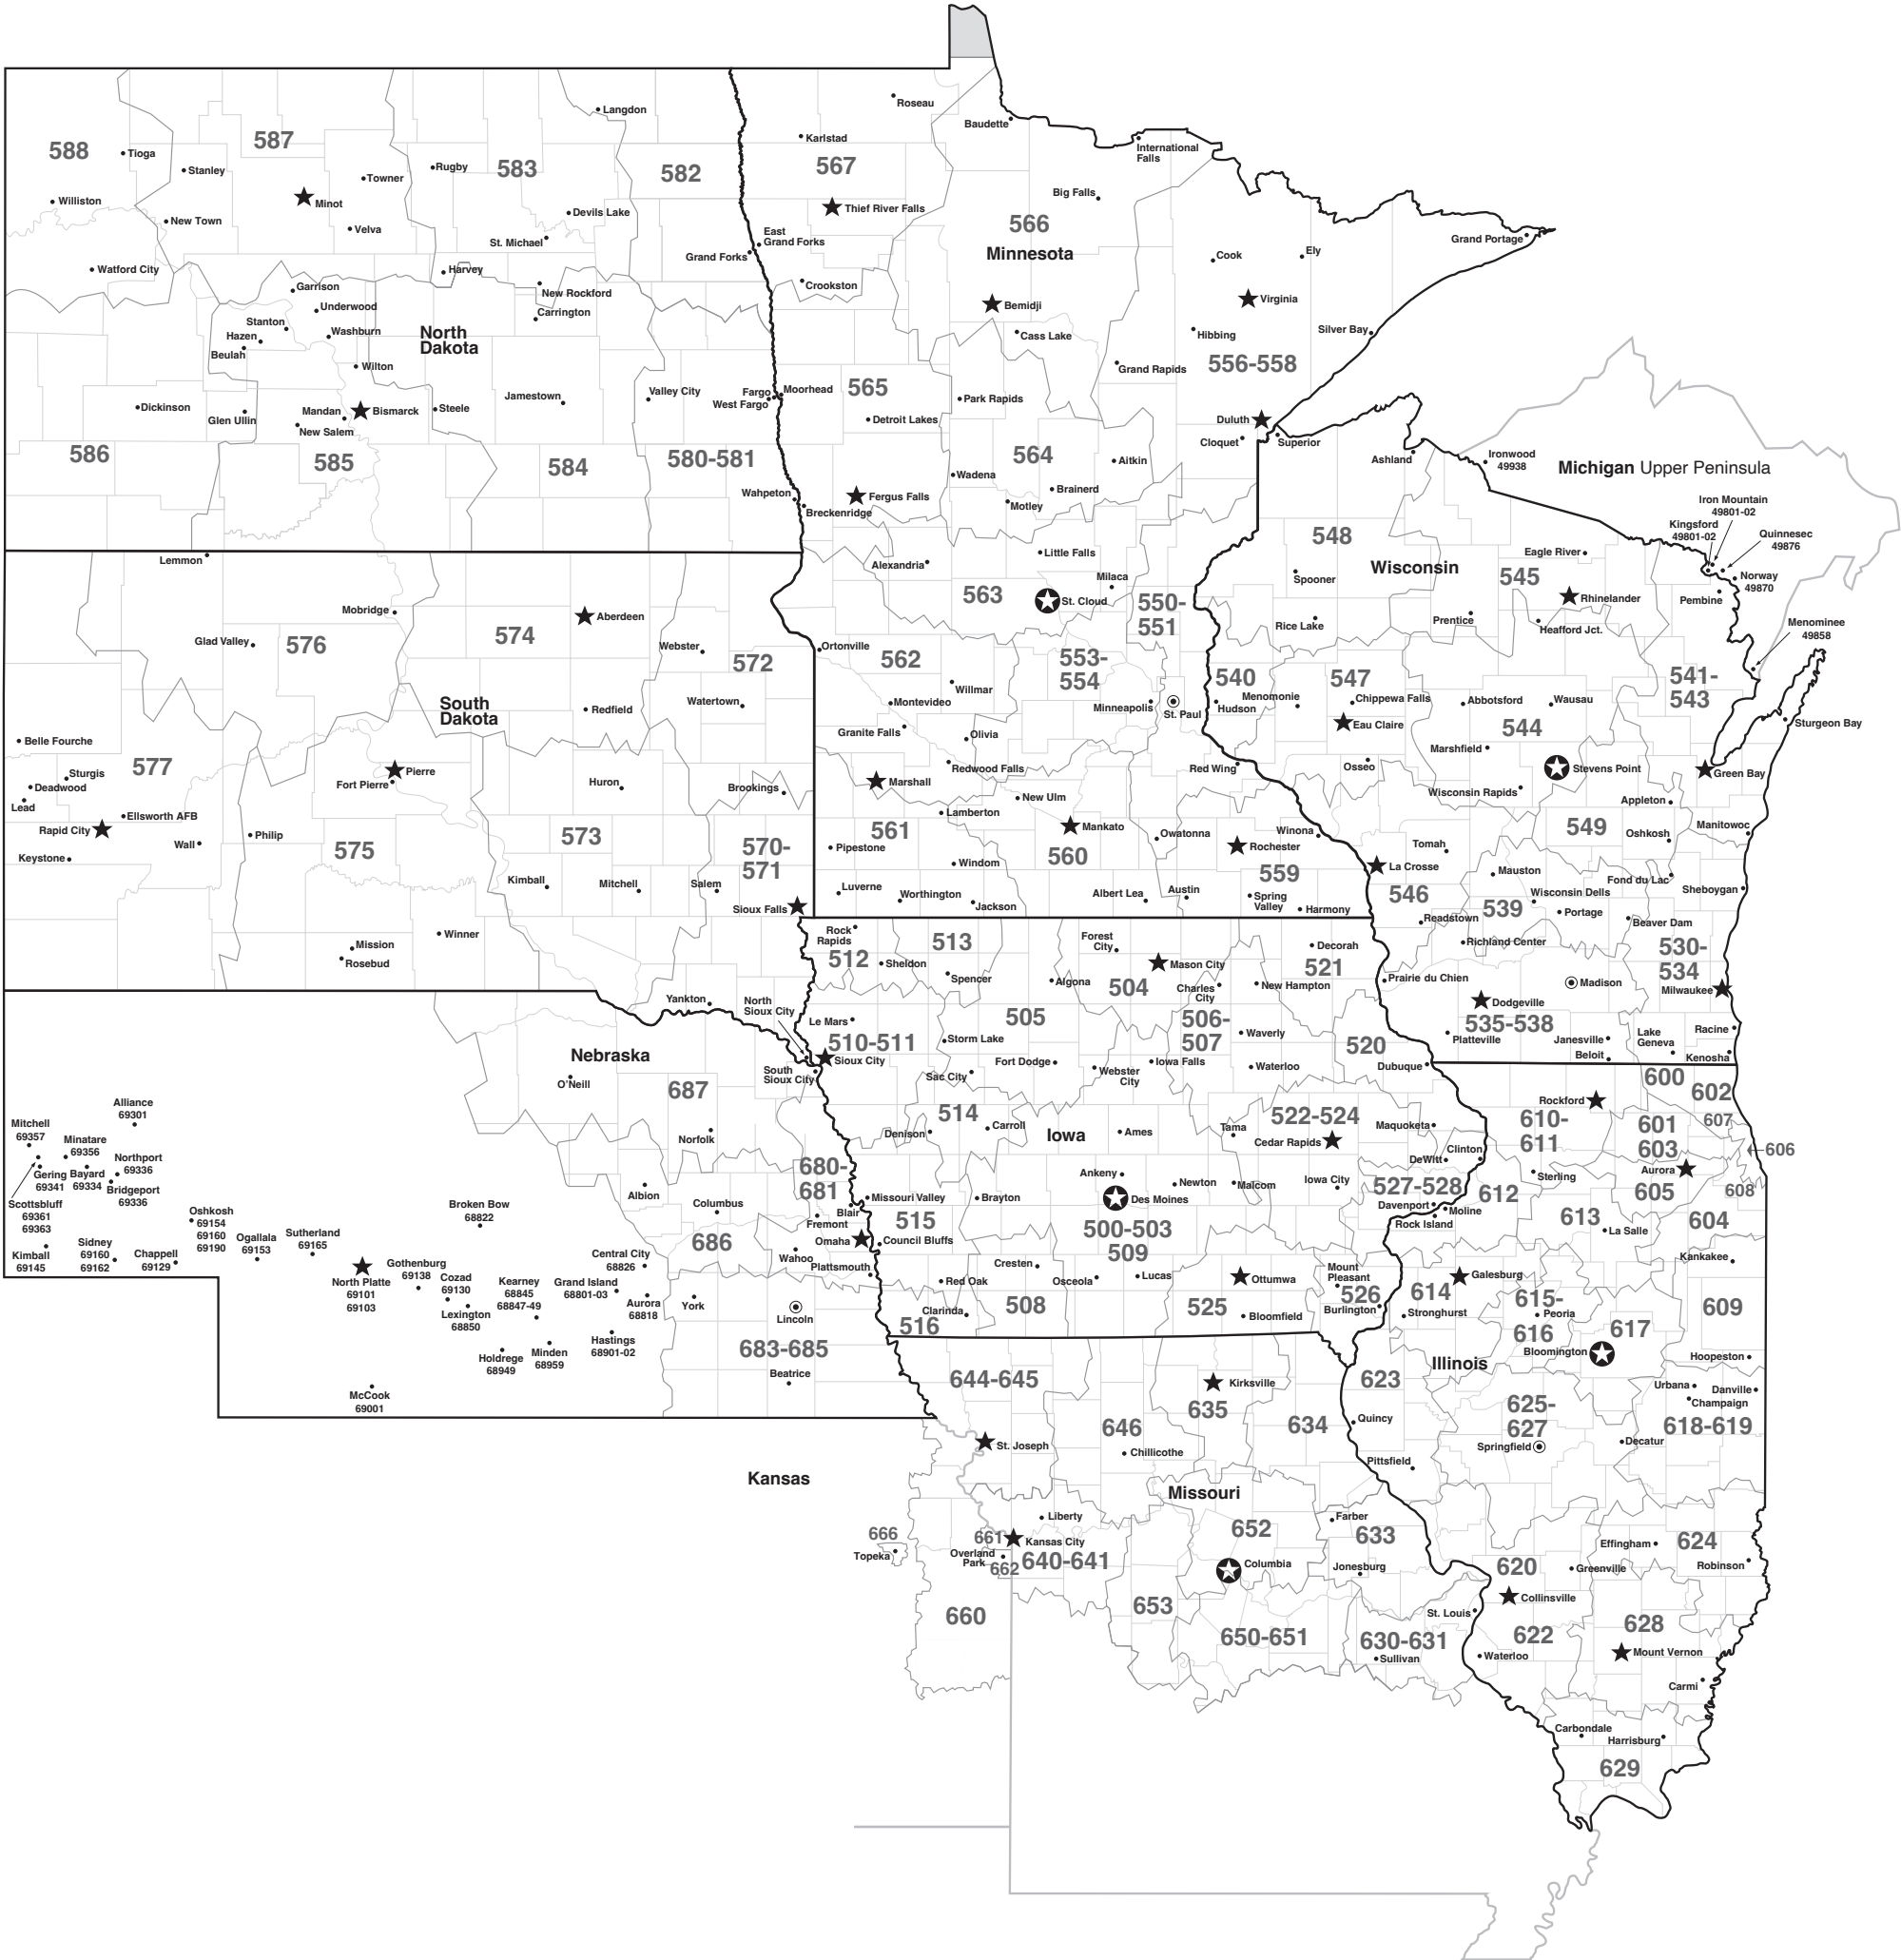 588
Tioga
587
Stanley
Williston
New Town
Minot
Towner
Velva
Watford City
Rugby
583
Langdon
582
Devils Lake
St. Michael
Harvey
New Rockford
Carrington
Garrison
Underwood
Stanton
Hazen
Beulah
Washburn
Wilton
North
Dakota
Dickinson
Glen Ullin
Mandan
Bismarck
New Salem
Steele
Jamestown
Valley City
Fargo
West Fargo
Grand Forks
586
585
584
580-581
Wahpeton
Roseau
Karlstad
567
Thief River Falls
East
Grand Forks
Crookston
Baudette
International
Falls
Big Falls
566
Minnesota
Bemidji
Cass Lake
Cook
Ely
Virginia
Hibbing
Grand Portage
Silver Bay
556-558
Grand Rapids
Moorhead
565
Detroit Lakes
Park Rapids
564
Wadena
Aitkin
Brainerd
Motley
Duluth
Cloquet
Superior
Fergus Falls
Breckenridge
Little Falls
Alexandria
Milaca
563
St. Cloud
550-
551
Ortonville
562
553-
554
Willmar
Montevideo
Minneapolis
St. Paul
Granite Falls
Olivia
Redwood Falls
Red Wing
Marshall
New Ulm
Lamberton
Mankato
Owatonna
Winona
Rochester
561
Pipestone
560
Windom
559
Luverne
Worthington
Jackson
Albert Lea
Austin
Spring
Valley
Harmony
Ashland
Ironwood
49938
Michigan Upper Peninsula
Iron Mountain
49801-02
Kingsford
49801-02
Quinnesec
49876
Norway
49870
Pembine
Menominee
49858
548
Wisconsin
Spooner
Rice Lake
Eagle River
545
Rhinelander
Prentice
Heafford Jct.
540
Hudson
Menomonie
547
Chippewa Falls
Eau Claire
Abbotsford
Wausau
541-
543
544
Sturgeon Bay
Marshfield
Stevens Point
Green Bay
Osseo
Wisconsin Rapids
Appleton
549
Oshkosh
Manitowoc
Tomah
La Crosse
Mauston
Fond du Lac
Sheboygan
546
Wisconsin Dells
539
Portage
Beaver Dam
Readstown
Richland Center
530-
534
Milwaukee
Prairie du Chien
Madison
Dodgeville
535-538
Platteville
Janesville
Beloit
Lake
Geneva
Racine
Kenosha
Lemmon
Mobridge
Aberdeen
574
Glad Valley
576
Webster
572
South
Dakota
Redfield
Watertown
Belle Fourche
577
Sturgis
Deadwood
Lead
Pierre
Fort Pierre
Huron
Brookings
Ellsworth AFB
Rapid City
Wall
Philip
Keystone
575
573
570-
571
Kimball
Mitchell
Salem
Sioux Falls
Winner
Mission
Rosebud
Yankton
North
Sioux City
Rock
Rapids
512
513
Sheldon
Spencer
Forest
City
Mason City
Algona
504
Charles
City
Decorah
521
New Hampton
Le Mars
505
506-
507
Waverly
510-511
Storm Lake
Sioux City
Fort Dodge
Iowa Falls
520
Sac City
Webster
City
Waterloo
Dubuque
South
Sioux City
514
522-524
Denison
Carroll
Iowa
Ames
Tama
Cedar Rapids
Maquoketa
Clinton
DeWitt
Ankeny
Newton
Malcom
Iowa City
527-528
Missouri Valley
Brayton
Des Moines
Davenport
Moline
Rock Island
515
500-503
509
Council Bluffs
Creston
Osceola
Lucas
Red Oak
Ottumwa
Mount
Pleasant
526
Clarinda
508
525
Bloomfield
Burlington
516
Nebraska
O'Neill
687
Norfolk
680-
681
Albion
Columbus
Blair
Fremont
Omaha
686
Wahoo
Plattsmouth
York
Lincoln
683-685
Beatrice
Alliance
69301
Mitchell
69357
Minatare
69356
Northport
69336
Gering
69341
Bayard
69334
Bridgeport
69336
Scottsbluff
69361
69363
Kimball
69145
Sidney
69160
69162
Chappell
69129
Oshkosh
69154
69160
69190
Ogallala
69153
Sutherland
69165
North Platte
69101
69103
Gothenburg
69138
Cozad
69130
Lexington
68850
Broken Bow
68822
Kearney
68845
68847-49
Grand Island
68801-03
Central City
68826
Aurora
68818
Hastings
68901-02
Holdrege
68949
Minden
68959
McCook
69001
600
602
Rockford
610-
611
601
603
607
606
Aurora
Sterling
605
608
612
613
604
La Salle
Kankakee
614
Galesburg
615-
616
Peoria
609
Stronghurst
617
Bloomington
Illinois
Hoopeston
623
Urbana
Danville
Champaign
625-
627
618-619
Quincy
Springfield
Decatur
Pittsfield
624
Effingham
Robinson
620
Greenville
Collinsville
628
622
Mount Vernon
Waterloo
Carmi
Carbondale
Harrisburg
629
644-645
Kirksville
635
634
646
St. Joseph
Chillicothe
Kansas
Missouri
Liberty
652
Farber
633
666
Topeka
661
Kansas City
Overland
Park
662
640-641
Columbia
Jonesburg
660
653
St. Louis
650-651
630-631
Sullivan